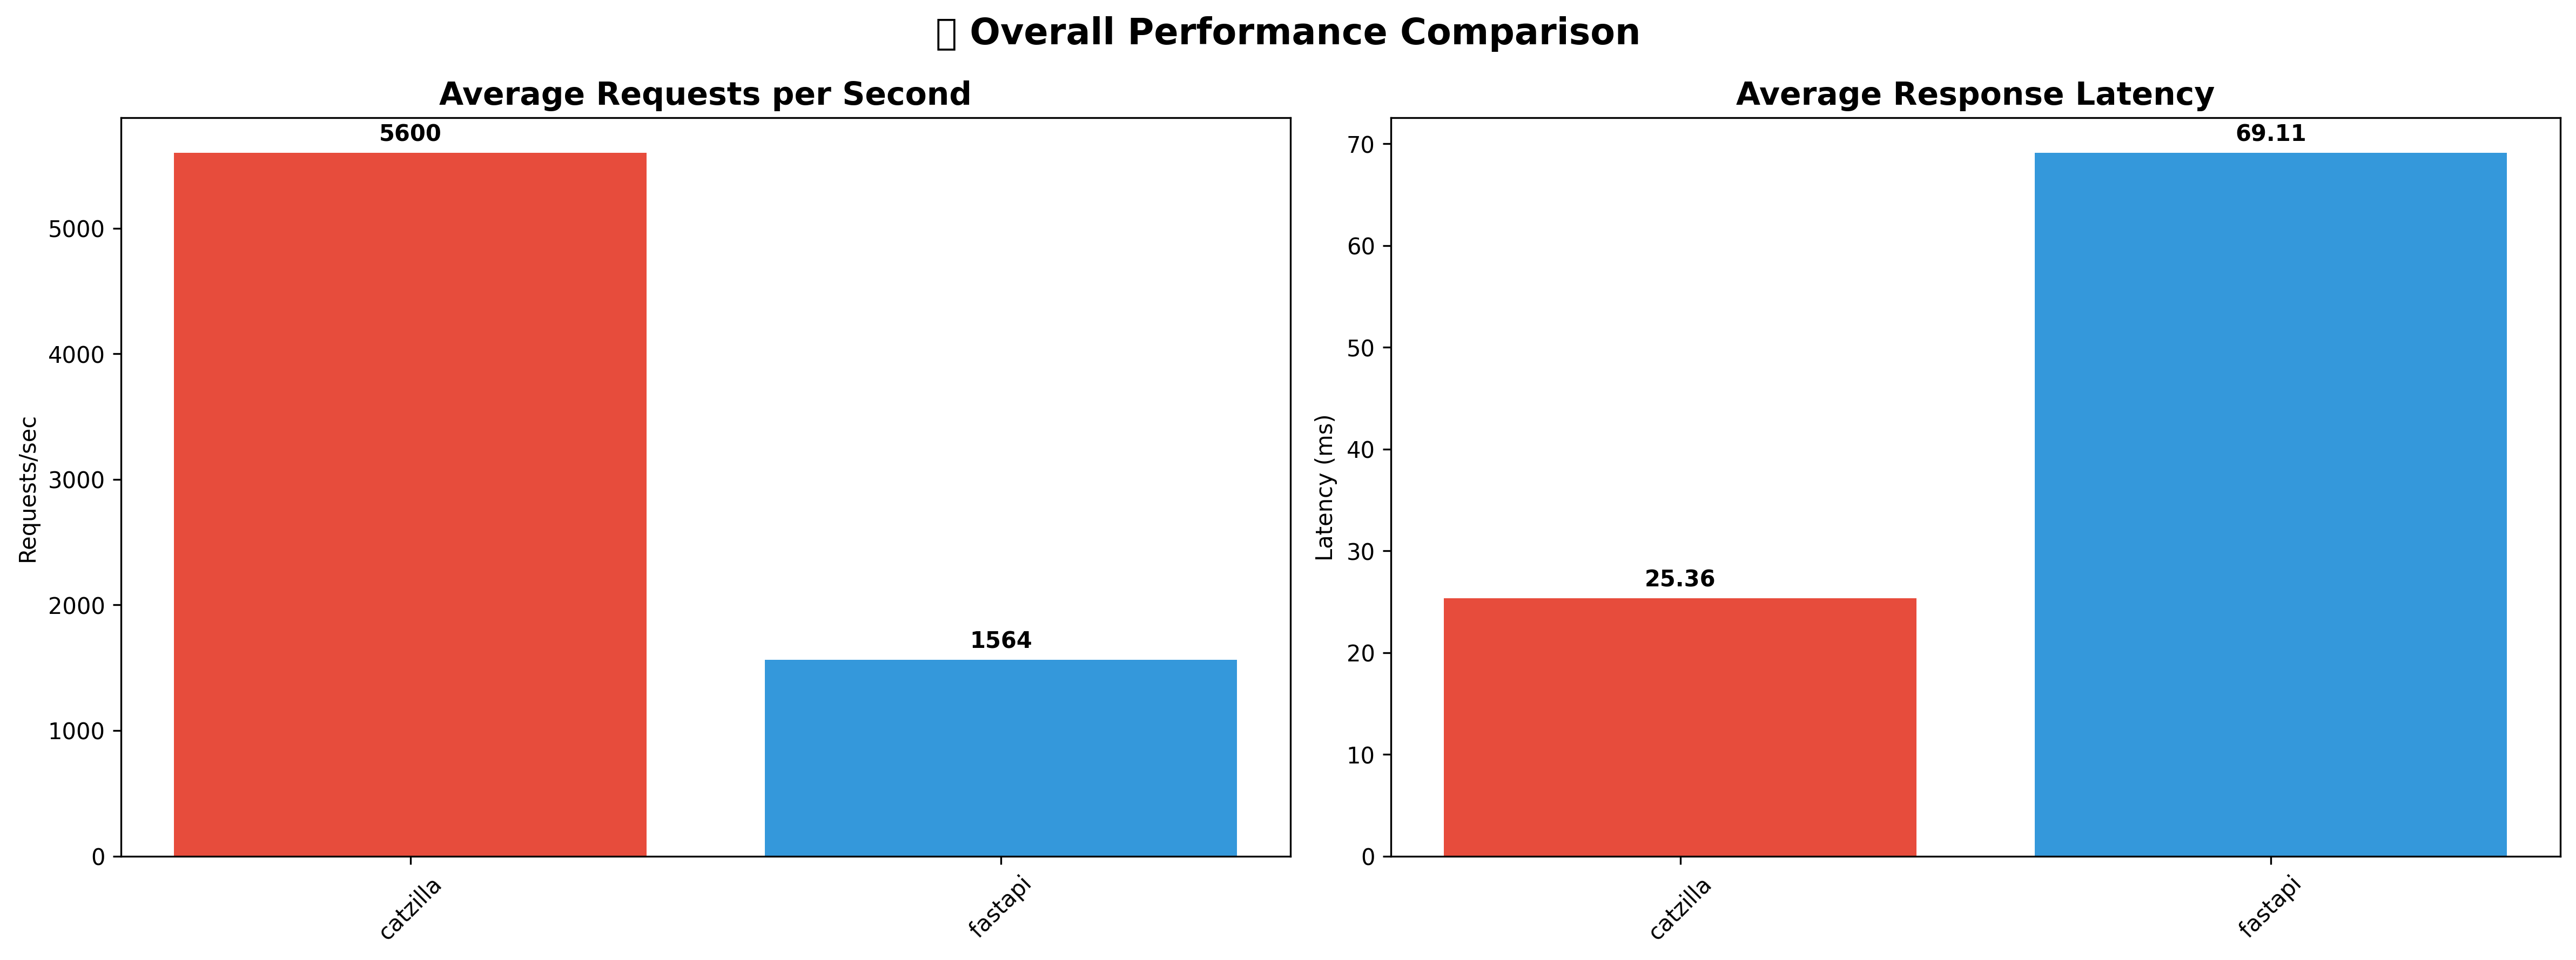 Overall Performance Comparison
Average Requests per Second
5600
1564
5000
4000
3000
2000
1000
0
Requests/sec
catzilla
fastapi
Average Response Latency
69.11
25.36
70
60
50
40
30
20
10
0
Latency (ms)
catzilla
fastapi